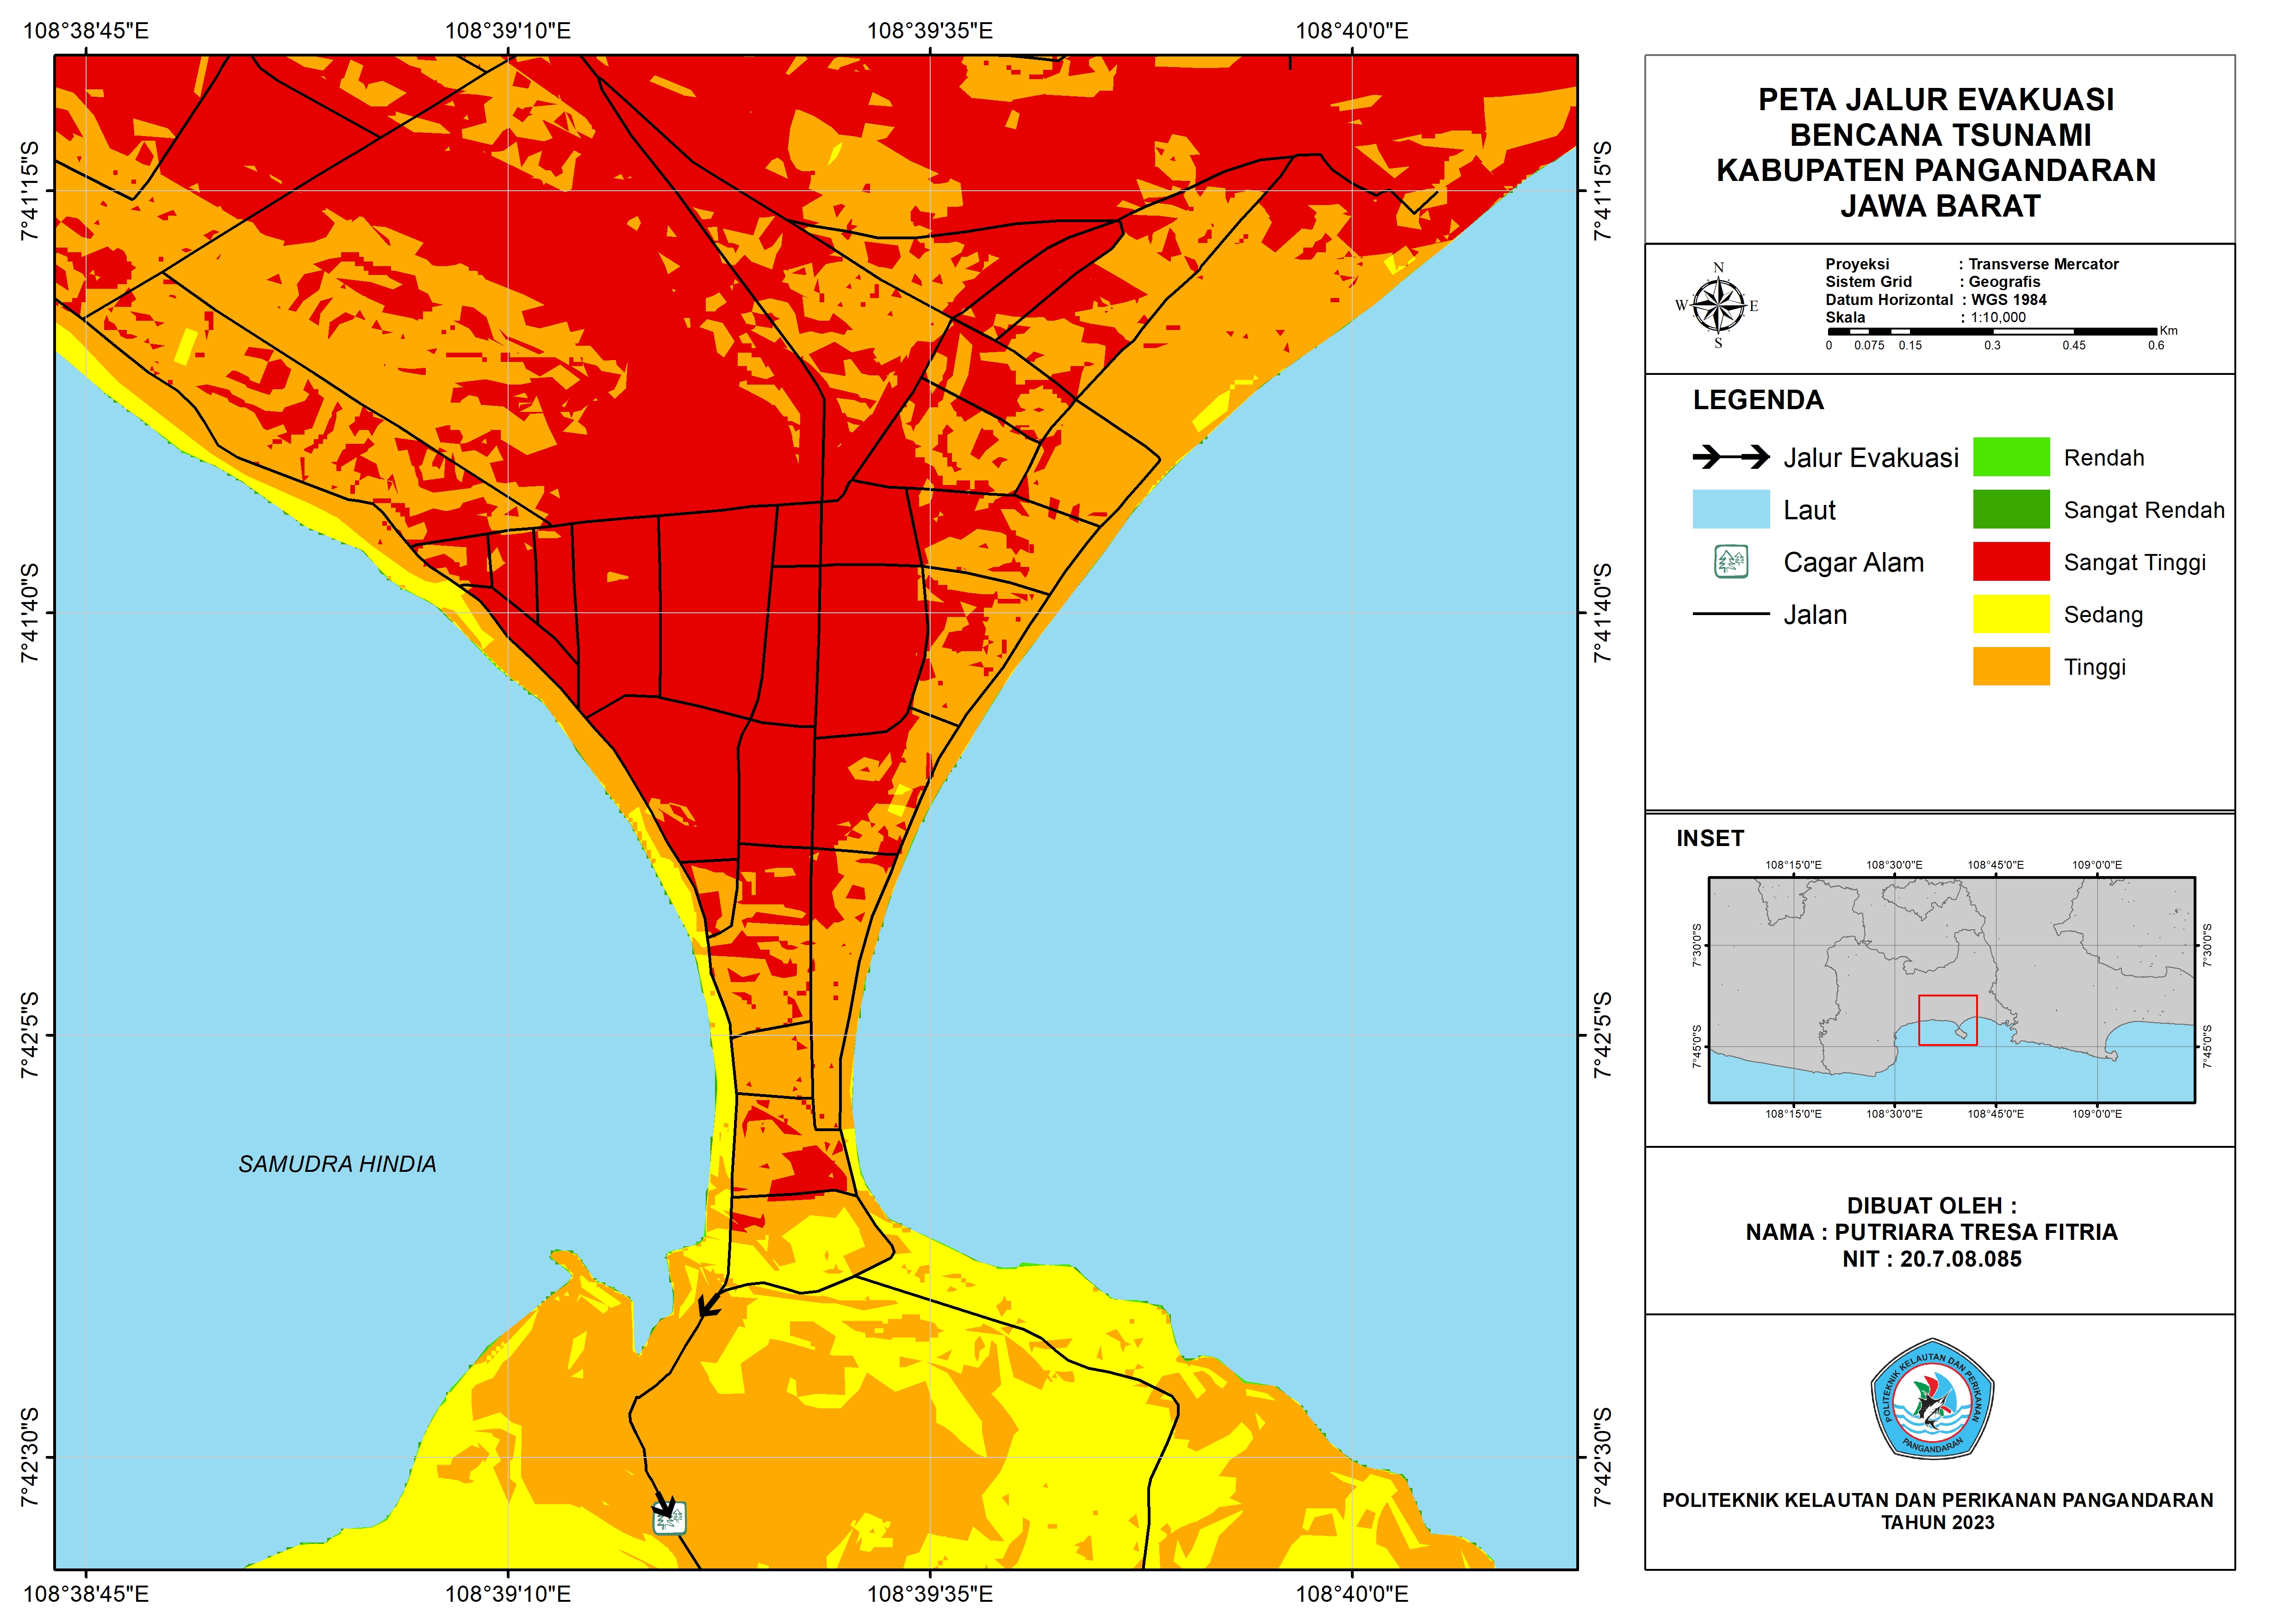 108°38'45"E
108°39'10"E
108°39'35"E
108°40'0"E
7°41'15"S
7°41'15"S
7°41'40"S
7°41'40"S
7°42'5"S
7°42'5"S
SAMUDRA HINDIA
7°42'30"S
7°42'30"S
108°38'45"E
108°39'10"E
108°39'35"E
108°40'0"E
PETA JALUR EVAKUASI
BENCANA TSUNAMI
KABUPATEN PANGANDARAN
JAWA BARAT
N
W
E
S
Proyeksi : Transverse Mercator
Sistem Grid : Geografis
Datum Horizontal : WGS 1984
Skala : 1:10,000
Km
0 0.075 0.15 0.3 0.45 0.6
LEGENDA
Jalur Evakuasi
Laut
Cagar Alam
Jalan
Rendah
Sangat Rendah
Sangat Tinggi
Sedang
Tinggi
INSET
108°15'0"E 108°30'0"E 108°45'0"E 109°0'0"E
7°30'0"S
7°30'0"S
7°45'0"S
7°45'0"S
108°15'0"E 108°30'0"E 108°45'0"E 109°0'0"E
DIBUAT OLEH :
NAMA : PUTRIARA TRESA FITRIA
NIT : 20.7.08.085
POLITEKNIK KELAUTAN DAN PERIKANAN
PANGANDARAN
POLITEKNIK KELAUTAN DAN PERIKANAN PANGANDARAN
TAHUN 2023